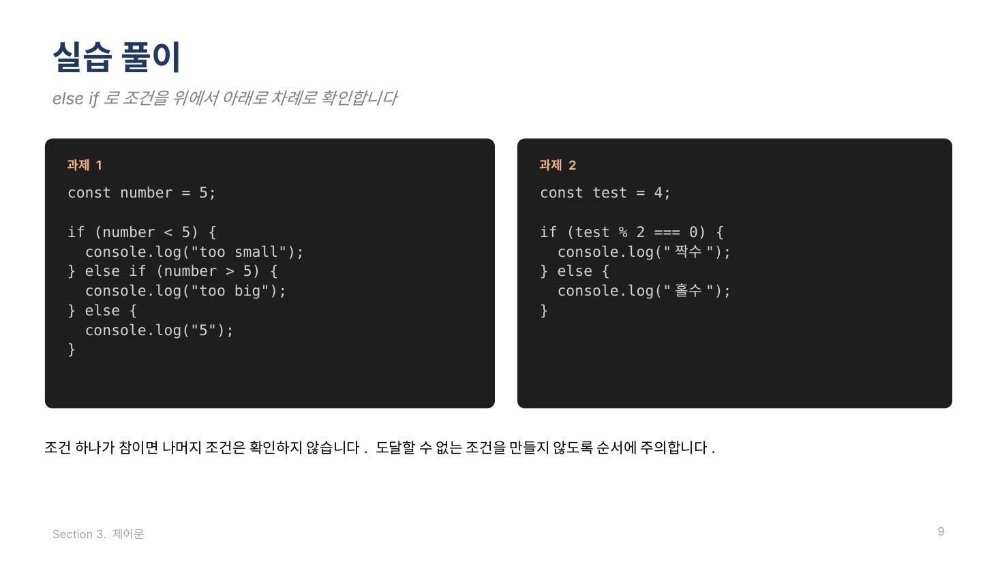 실습 풀이
else if 로 조건을 위에서 아래로 차례로 확인합니다
과제 1
const number = 5;

if (number < 5) {
  console.log("too small");
} else if (number > 5) {
  console.log("too big");
} else {
  console.log("5");
}
과제 2
const test = 4;

if (test % 2 === 0) {
  console.log("짝수");
} else {
  console.log("홀수");
}
조건 하나가 참이면 나머지 조건은 확인하지 않습니다. 도달할 수 없는 조건을 만들지 않도록 순서에 주의합니다.
Section 3. 제어문
9